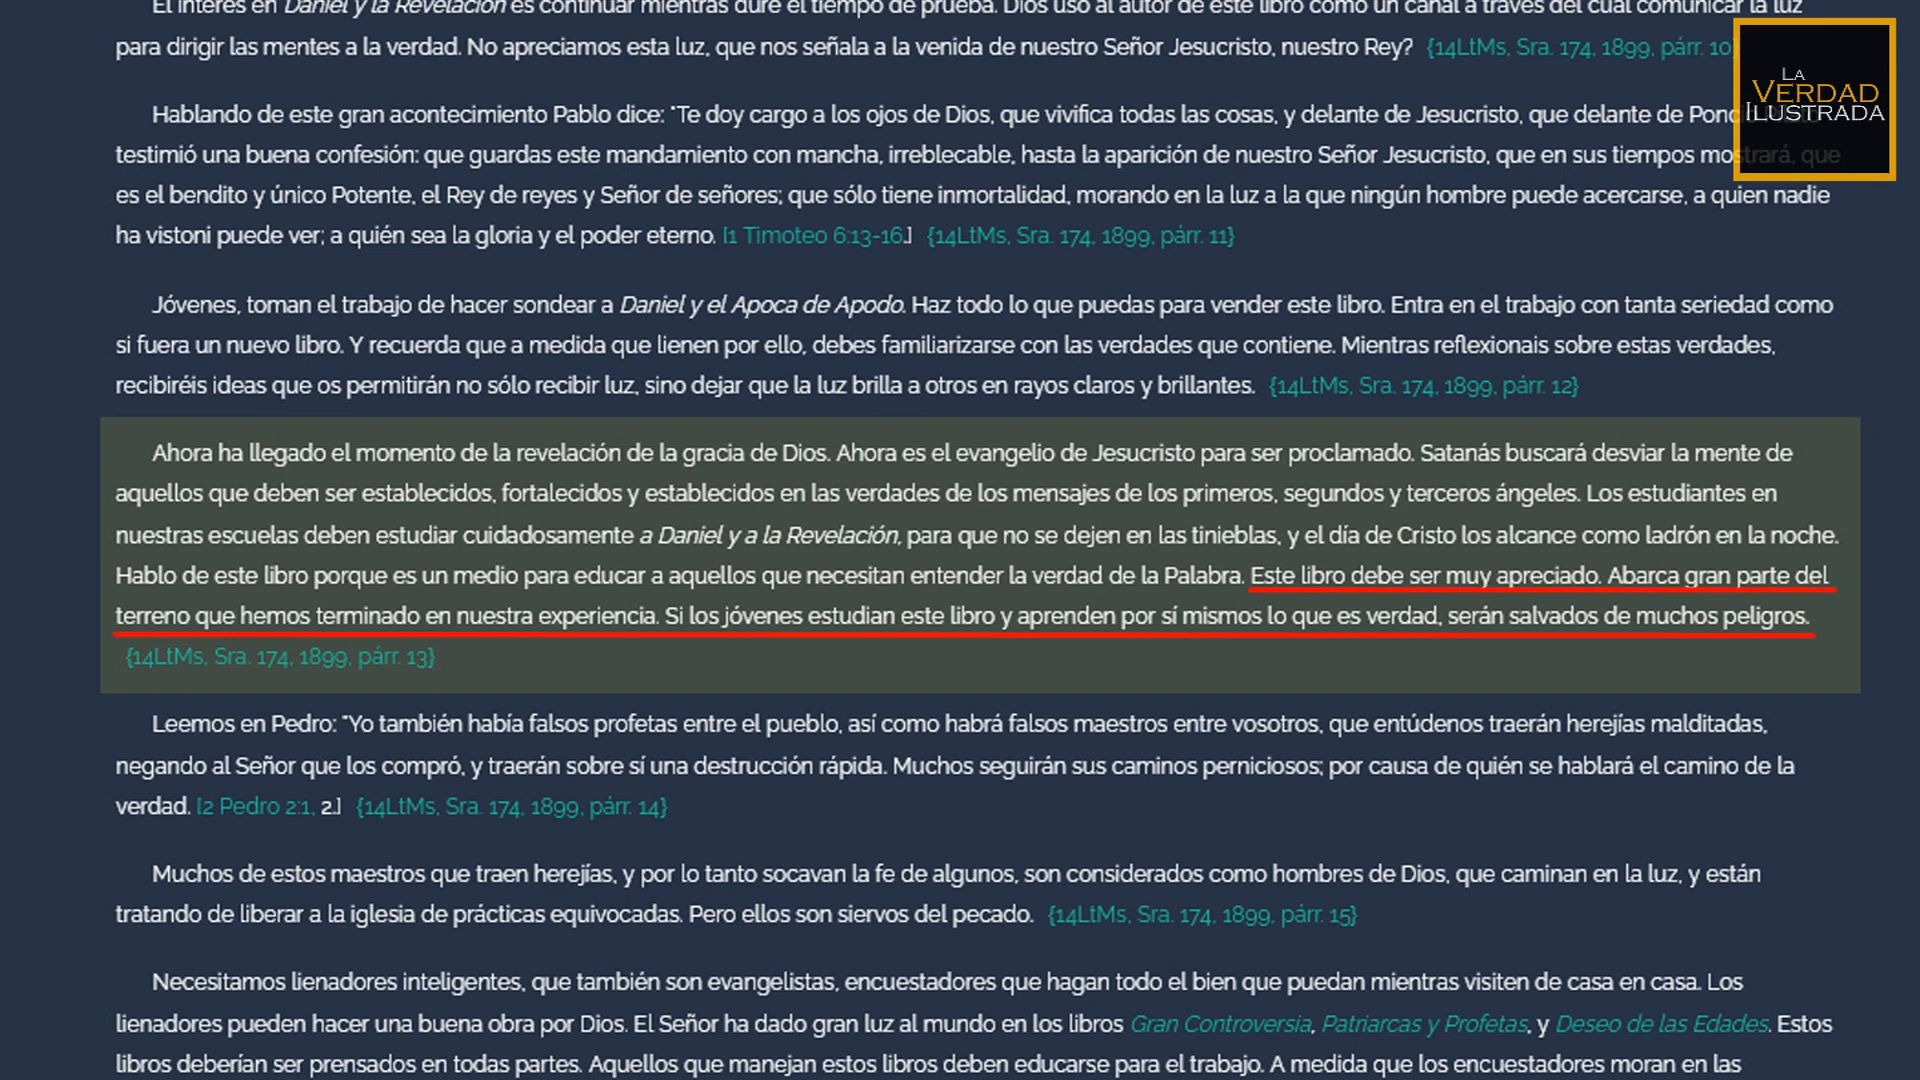 El interés en Daniel y la Revelación es continuar mientras dure el tiempo de prueba. Dios usó al autor de este libro como un canal a través del cual comunicar la luz
para dirigir las mentes a la verdad. No apreciamos esta luz, que nos señala a la venida de nuestro Señor Jesucristo, nuestro Rey? {14LtMs, Sra. 174, 1899, párr. 10}
LA
VERDAD
ILUSTRADA
Hablando de este gran acontecimiento Pablo dice: "Te doy cargo a los ojos de Dios, que vivifica todas las cosas, y delante de Jesucristo, que delante de
testimió una buena confesión: que guardas este mandamiento con mancha, irreblecable, hasta la aparición de nuestro Señor Jesucristo, que en sus tiempos mostrará, que
es el bendito y único Potente, el Rey de reyes y Señor de señores; que sólo tiene inmortalidad, morando en la luz a la que ningún hombre puede acercarse, a quien nadie
ha vistoni puede ver; a quién sea la gloria y el poder eterno. [1 Timoteo 6:13-16.] {14LtMs, Sra. 174, 1899, párr. 11}
Jóvenes, toman el trabajo de hacer sondear a Daniel y el Apoca de Apodo. Haz todo lo que puedas para vender este libro. Entra en el trabajo con tanta seriedad como
si fuera un nuevo libro. Y recuerda que a medida que lienen por ello, debes familiarizarse con las verdades que contiene. Mientras reflexionais sobre estas verdades,
recibiréis ideas que os permitirán no sólo recibir luz, sino dejar que la luz brilla a otros en rayos claros y brillantes. {14LtMs, Sra. 174, 1899, párr. 12}
Ahora ha llegado el momento de la revelación de la gracia de Dios. Ahora es el evangelio de Jesucristo para ser proclamado. Satanás buscará desviar la mente de
aquellos que deben ser establecidos, fortalecidos y establecidos en las verdades de los mensajes de los primeros, segundos y terceros ángeles. Los estudiantes en
nuestras escuelas deben estudiar cuidadosamente a Daniel y a la Revelación, para que no se dejen en las tinieblas, y el día de Cristo los alcance como ladrón en la noche.
Hablo de este libro porque es un medio para educar a aquellos que necesitan entender la verdad de la Palabra. Este libro debe ser muy apreciado. Abarca gran parte del
terreno que hemos terminado en nuestra experiencia. Si los jóvenes estudian este libro y aprenden por sí mismos lo que es verdad, serán salvados de muchos peligros.
{14LtMs, Sra. 174, 1899, párr. 13}
Leemos en Pedro: "Yo también había falsos profetas entre el pueblo, así como habrá falsos maestros entre vosotros, que entúdenos traerán herejías malditadas,
negando al Señor que los compró, y traerán sobre sí una destrucción rápida. Muchos seguirán sus caminos perniciosos; por causa de quién se hablará el camino de la
verdad. [2 Pedro 2:1, 2.] {14LtMs, Sra. 174, 1899, párr. 14}
Muchos de estos maestros que traen herejías, y por lo tanto socavan la fe de algunos, son considerados como hombres de Dios, que caminan en la luz, y están
tratando de liberar a la iglesia de prácticas equivocadas. Pero ellos son siervos del pecado. {14LtMs, Sra. 174, 1899, párr. 15}
Necesitamos lienadores inteligentes, que también son evangelistas, encuestadores que hagan todo el bien que puedan mientras visiten de casa en casa. Los
lienadores pueden hacer una buena obra por Dios. El Señor ha dado gran luz al mundo en los libros Gran Controversia, Patriarcas y Profetas, y Deseo de las Edades. Estos
libros deberían ser prensados en todas partes. Aquellos que manejan estos libros deben educarse para el trabajo. A medida que los encuestadores moran en las